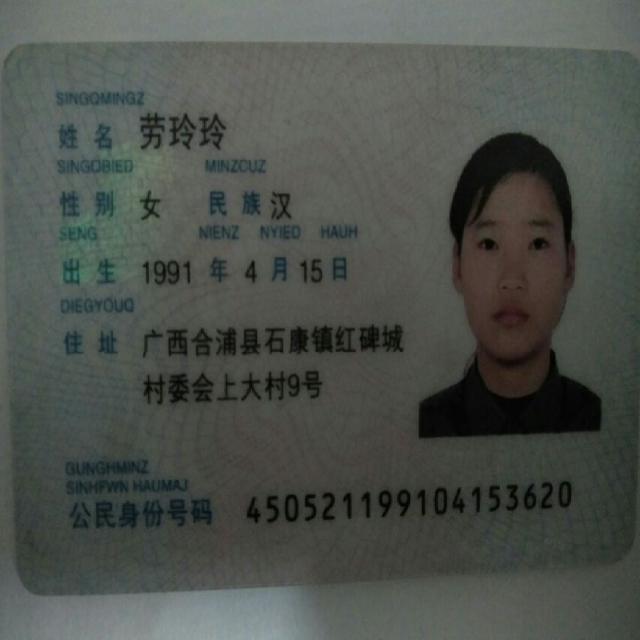 SINGQMINGZ
姓名 劳玲玲
SINGQBIED MINZCUZ
性别 女 民族 汉
SENG NIENZ NYIED HAUH
出生 1991 年 4 月 15 日
DIEGYOUQ
住址 广西合浦县石康镇红碑城
村委会上大村9号
GUNGHMINZ
SINHFWN HAUMAJ
公民身份号码 450521199104153620